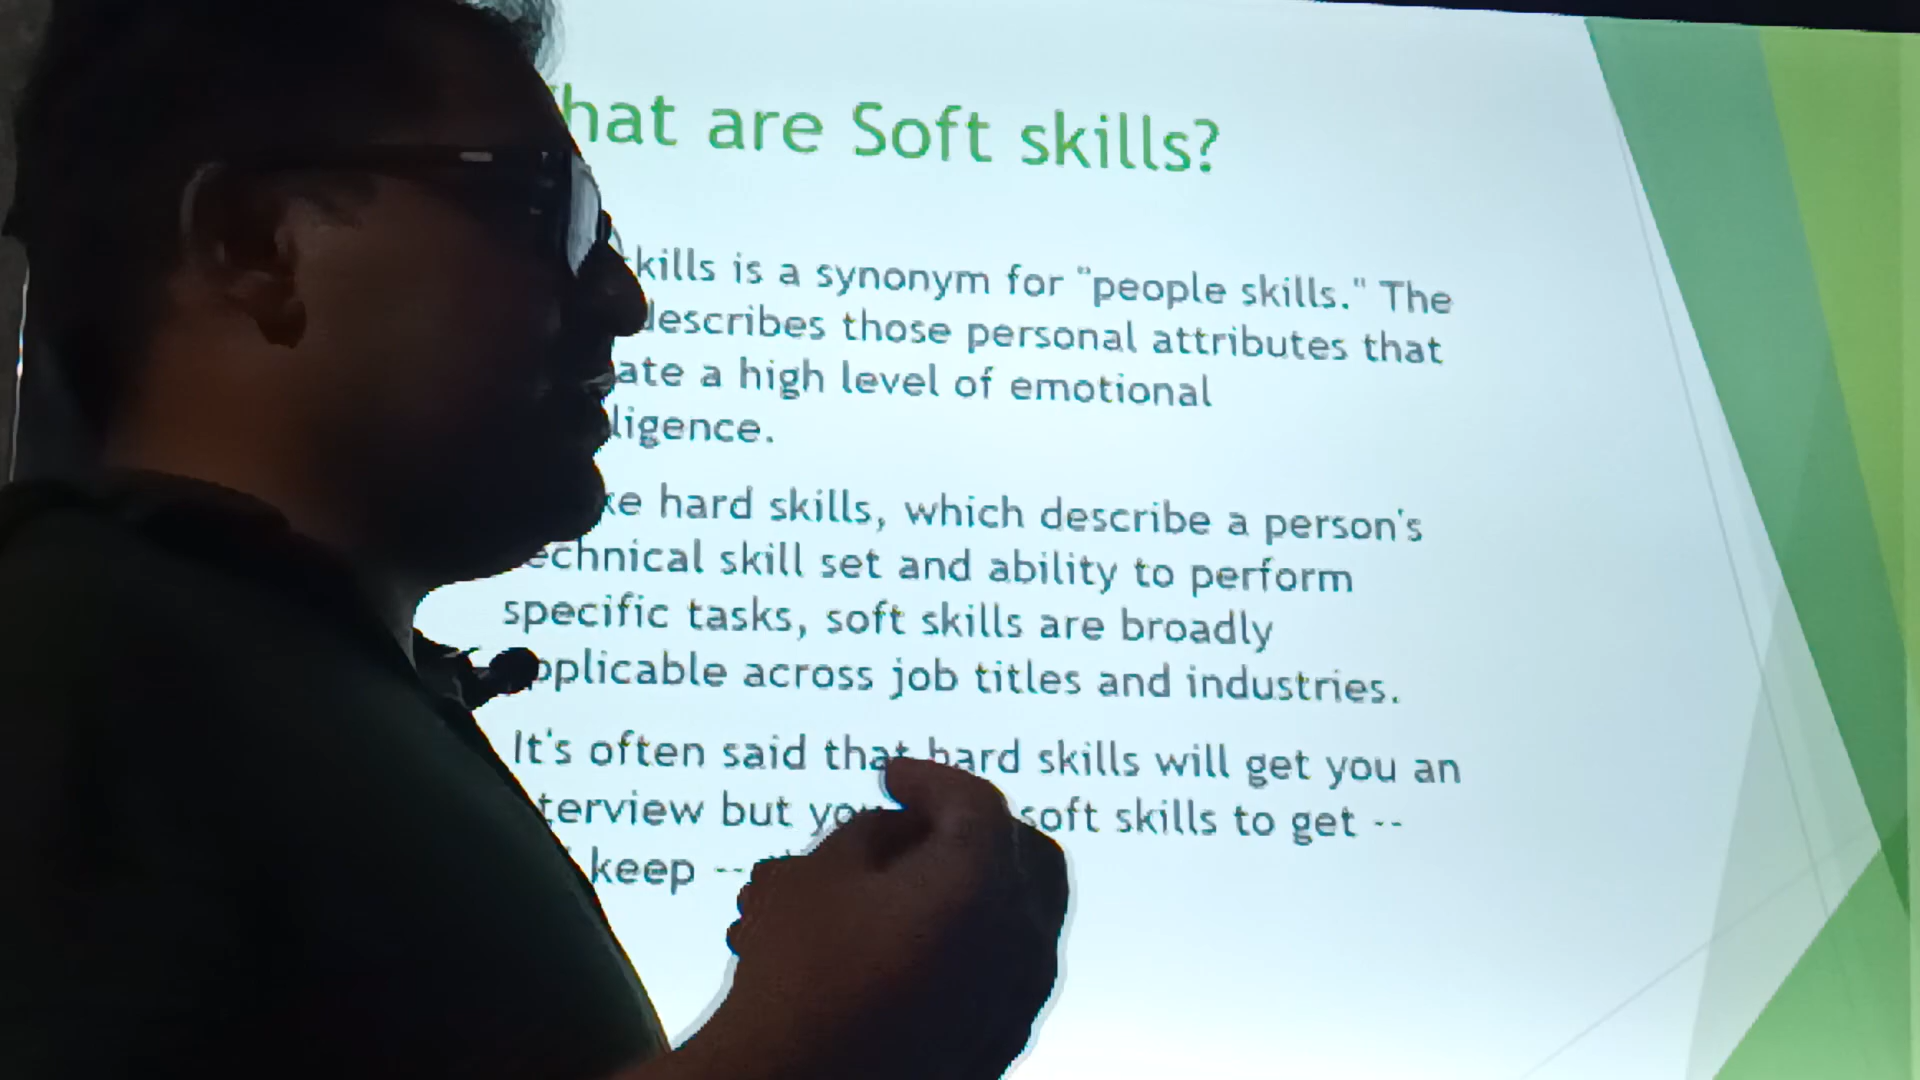 hat are Soft skills?
kills is a synonym for "people skills." The
describes those personal attributes that
ate a high level of emotional
ligence.
ke hard skills, which describe a person's
echnical skill set and ability to perform
specific tasks, soft skills are broadly
pplicable across job titles and industries.
It's often said that hard skills will get you an
terview but soft skills to get --
keep --